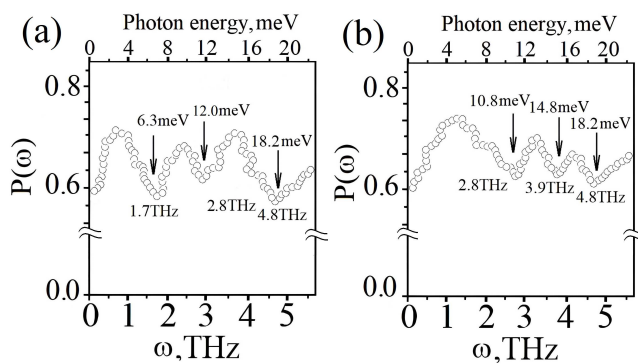 Photon energy, meV
(a)
0 4 8 12 16 20
0.8
0.6
0.0
P(ω)
6.3meV
12.0meV
18.2meV
1.7THz
2.8THz
4.8THz
0 1 2 3 4 5
ω,THz
Photon energy, meV
(b)
0 4 8 12 16 20
0.8
0.6
0.0
P(ω)
10.8meV
14.8meV
18.2meV
2.8THz
3.9THz
4.8THz
0 1 2 3 4 5
ω,THz